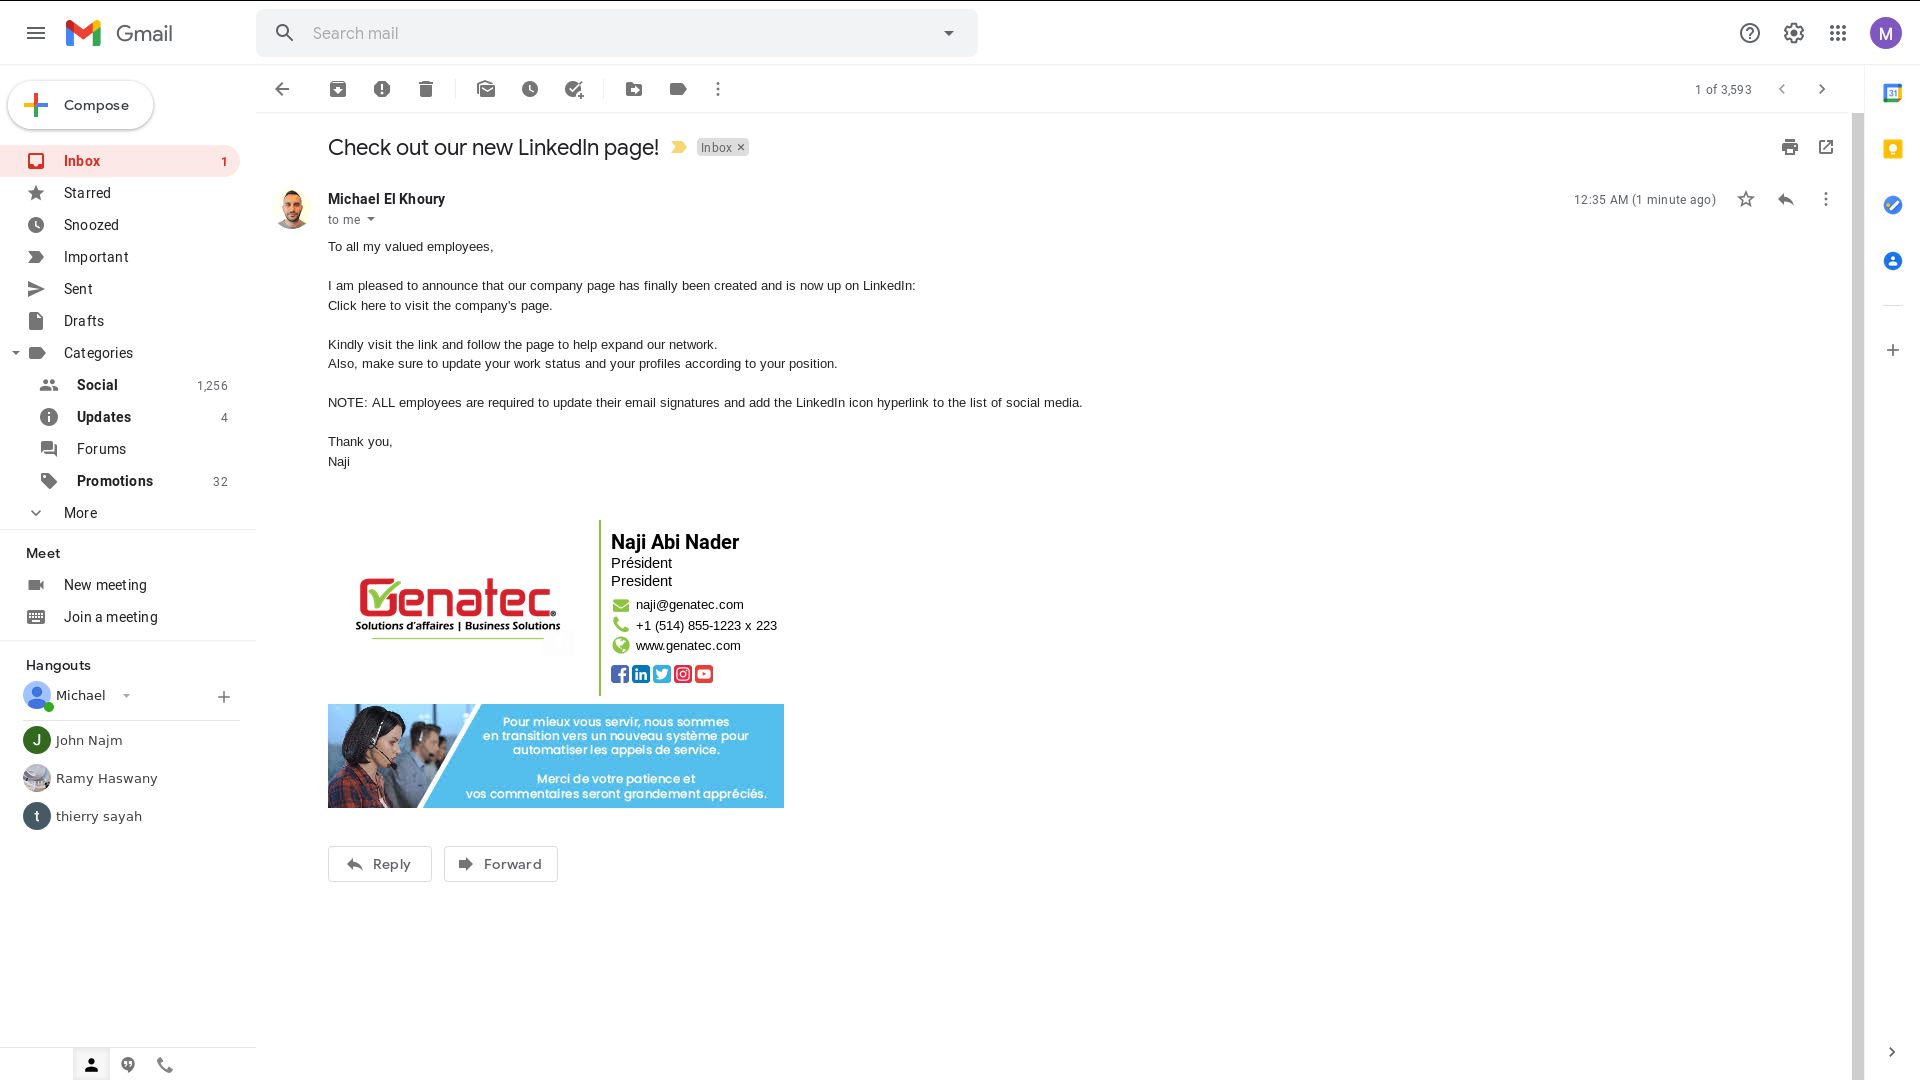 Gmail
Search mail
M
Compose
1 of 3,593
31
Inbox 1
Starred
Snoozed
Important
Sent
Drafts
Categories
Social 1,256
Updates 4
Forums
Promotions 32
More
Meet
New meeting
Join a meeting
Hangouts
Michael
J John Najm
Ramy Haswany
t thierry sayah
Check out our new LinkedIn page! Inbox ×
Michael El Khoury 12:35 AM (1 minute ago)
to me
To all my valued employees,
I am pleased to announce that our company page has finally been created and is now up on LinkedIn:
Click here to visit the company's page.
Kindly visit the link and follow the page to help expand our network.
Also, make sure to update your work status and your profiles according to your position.
NOTE: ALL employees are required to update their email signatures and add the LinkedIn icon hyperlink to the list of social media.
Thank you,
Naji
Genatec®
Solutions d'affaires | Business Solutions
Naji Abi Nader
Président
President
naji@genatec.com
+1 (514) 855-1223 x 223
www.genatec.com
Pour mieux vous servir, nous sommes
en transition vers un nouveau système pour
automatiser les appels de service.
Merci de votre patience et
vos commentaires seront grandement appréciés.
Reply Forward